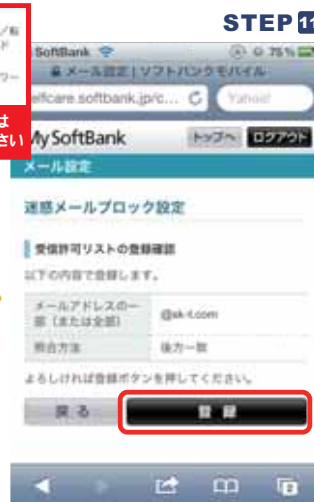 STEP 11
SoftBank 75%
メール設定 | ソフトバンクモバイル
elfcare.softbank.jp/c... Yahoo!
My SoftBank トップへ ログアウト
メール設定
迷惑メールブロック設定
受信許可リストの登録確認
以下の内容で登録します。
メールアドレスの一部（または全部） @sk-t.com
照合方法 後方一致
よろしければ登録ボタンを押してください。
戻る 登録